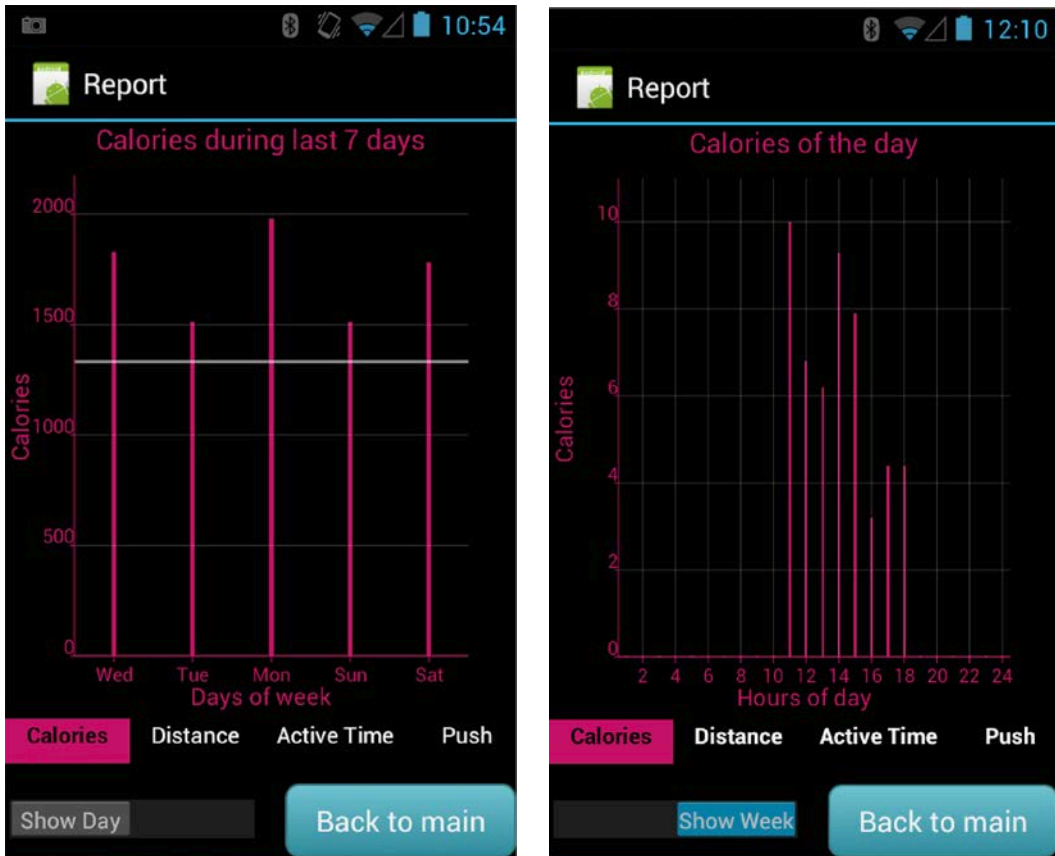 10:54
Report
Calories during last 7 days
2000
1500
1000
500
0
Calories
Wed Tue Mon Sun Sat
Days of week
Calories Distance Active Time Push
Show Day Back to main
12:10
Report
Calories of the day
10
8
6
4
2
0
Calories
2 4 6 8 10 12 14 16 18 20 22 24
Hours of day
Calories Distance Active Time Push
Show Week Back to main